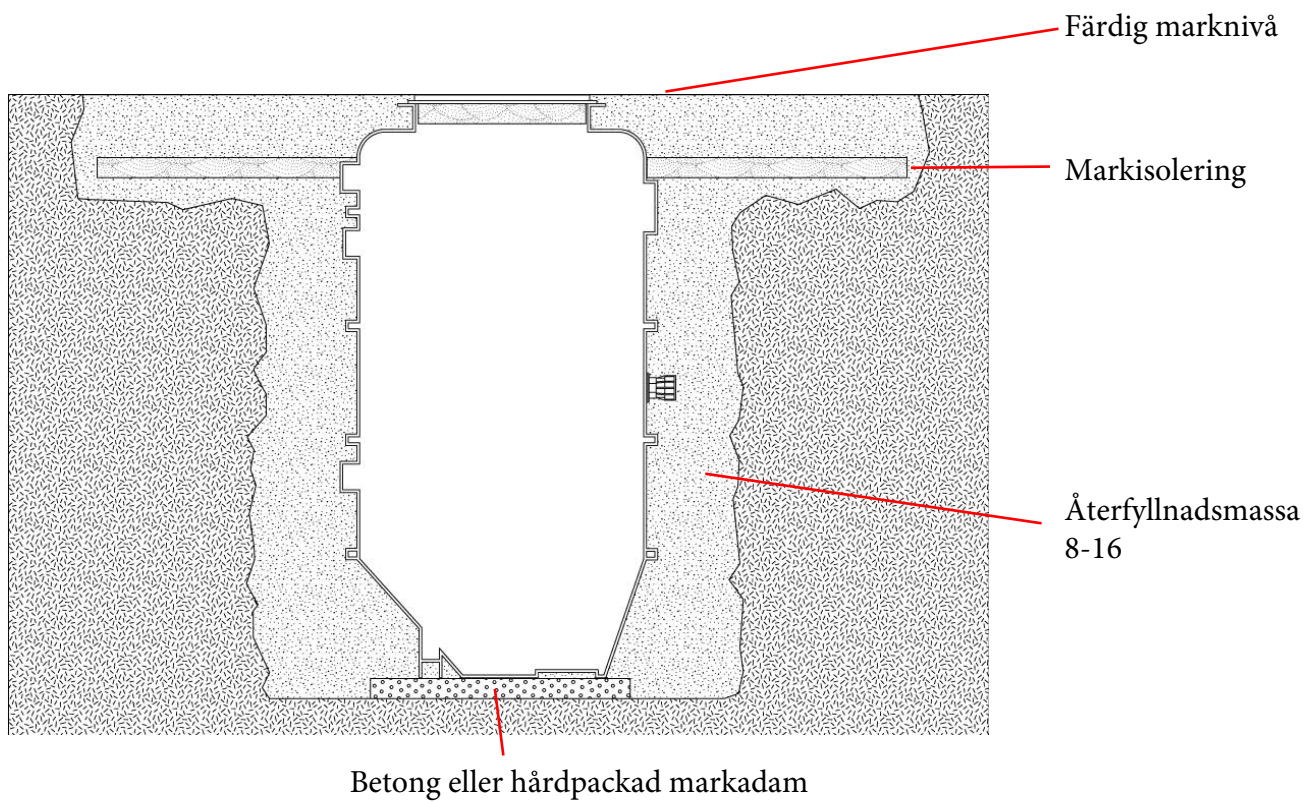 Färdig marknivå
Markisolering
Återfyllnadsmassa
8-16
Betong eller hårdpackad markadam